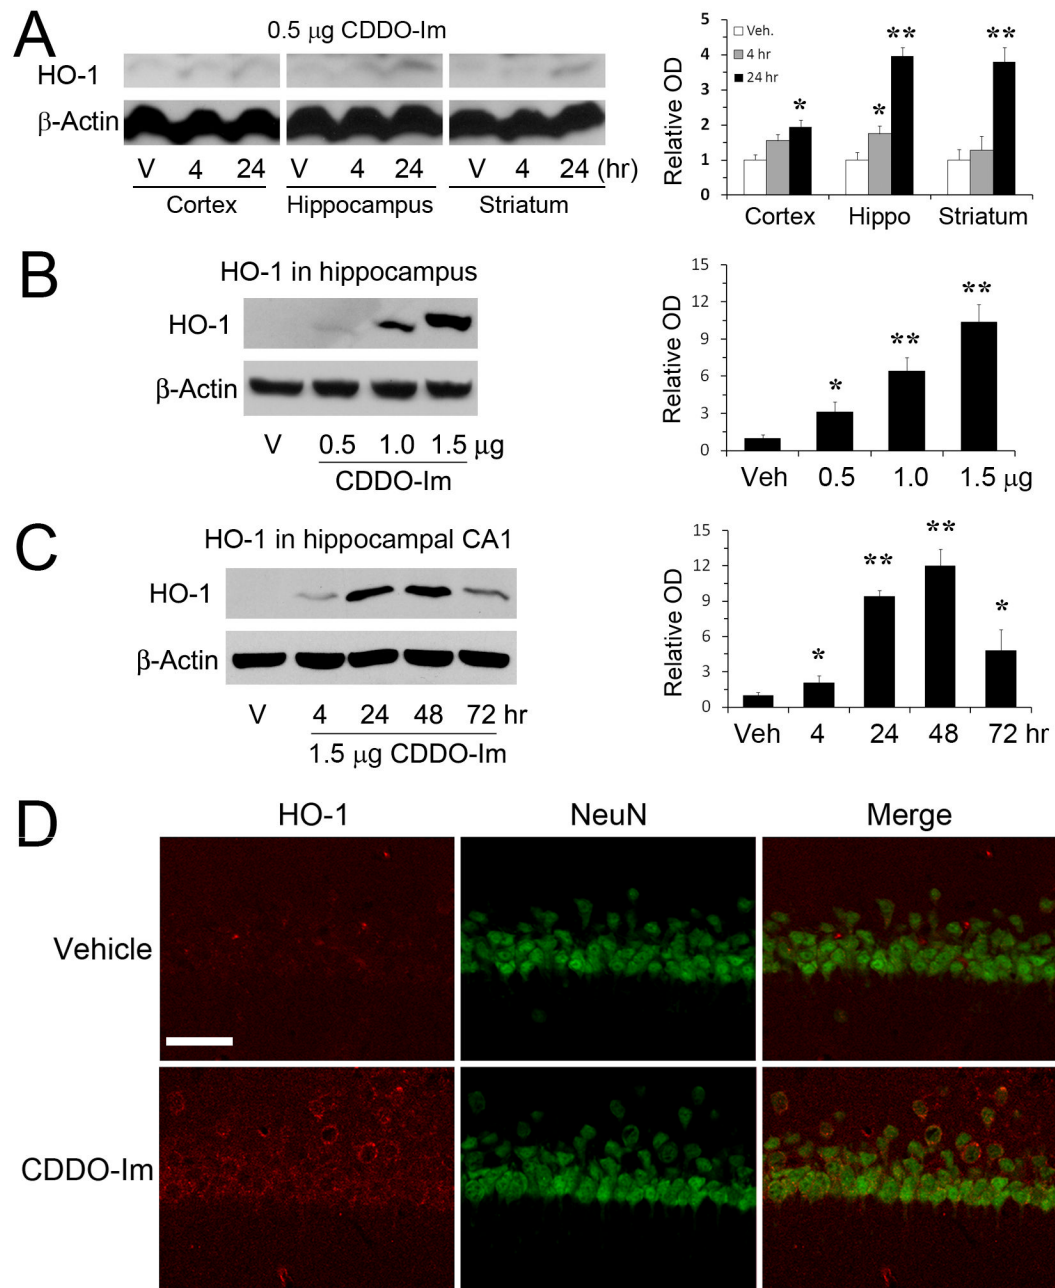 A
0.5 µg CDDO-Im
HO-1
β-Actin
V 4 24 V 4 24 V 4 24 (hr)
Cortex Hippocampus Striatum
Relative OD
5
4
3
2
1
0
Veh.
4 hr
24 hr
* * ** **
Cortex Hippo Striatum
B
HO-1 in hippocampus
HO-1
β-Actin
V 0.5 1.0 1.5 µg
CDDO-Im
Relative OD
15
12
9
6
3
0
* ** **
Veh 0.5 1.0 1.5 µg
C
HO-1 in hippocampal CA1
HO-1
β-Actin
V 4 24 48 72 hr
1.5 µg CDDO-Im
Relative OD
15
12
9
6
3
0
* ** ** *
Veh 4 24 48 72 hr
D
HO-1 NeuN Merge
Vehicle
CDDO-Im